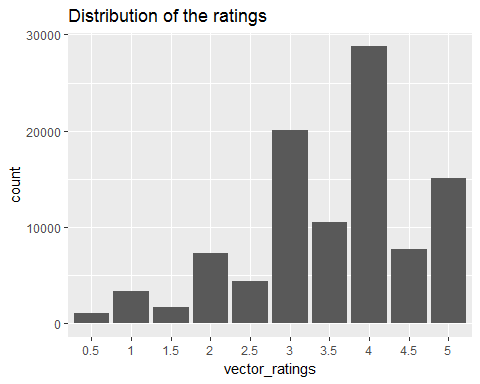 Distribution of the ratings
30000
20000
10000
0
count
0.5 1 1.5 2 2.5 3 3.5 4 4.5 5
vector_ratings